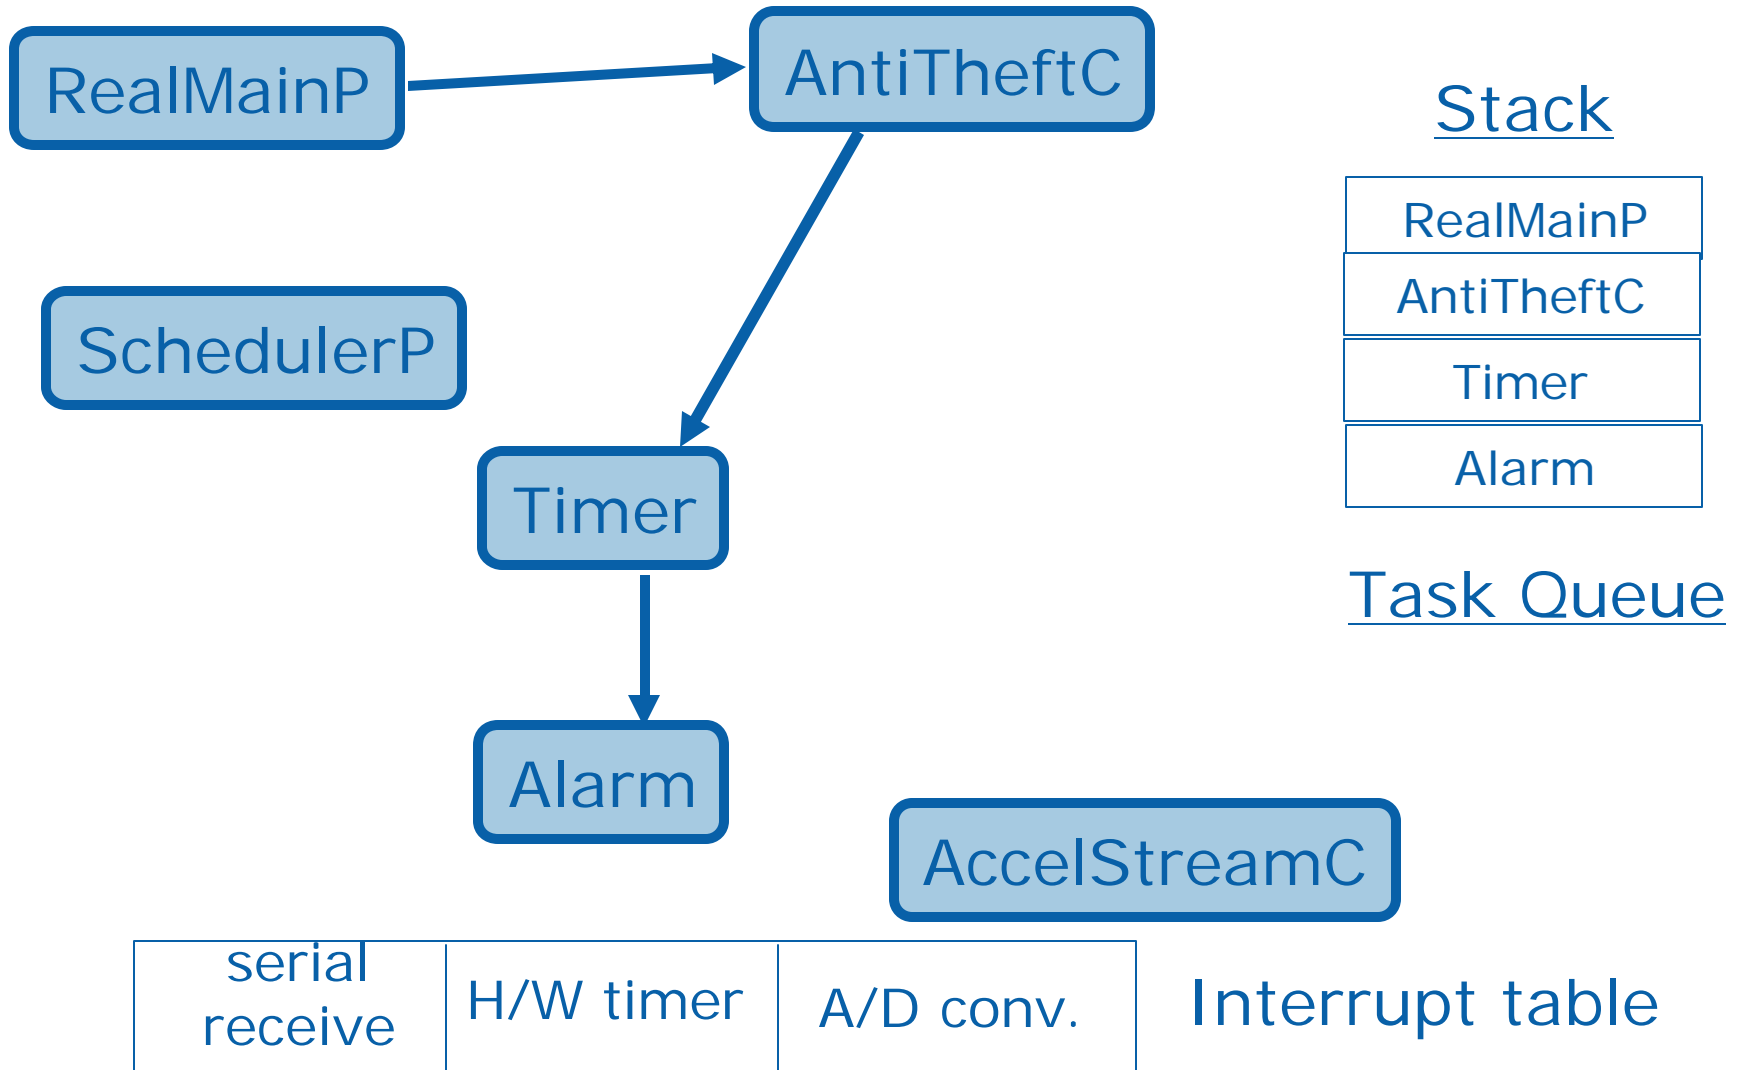 RealMainP
AntiTheftC
SchedulerP
Timer
Alarm
AccelStreamC
Stack
RealMainP
AntiTheftC
Timer
Alarm
Task Queue
serial
receive
H/W timer
A/D conv.
Interrupt table